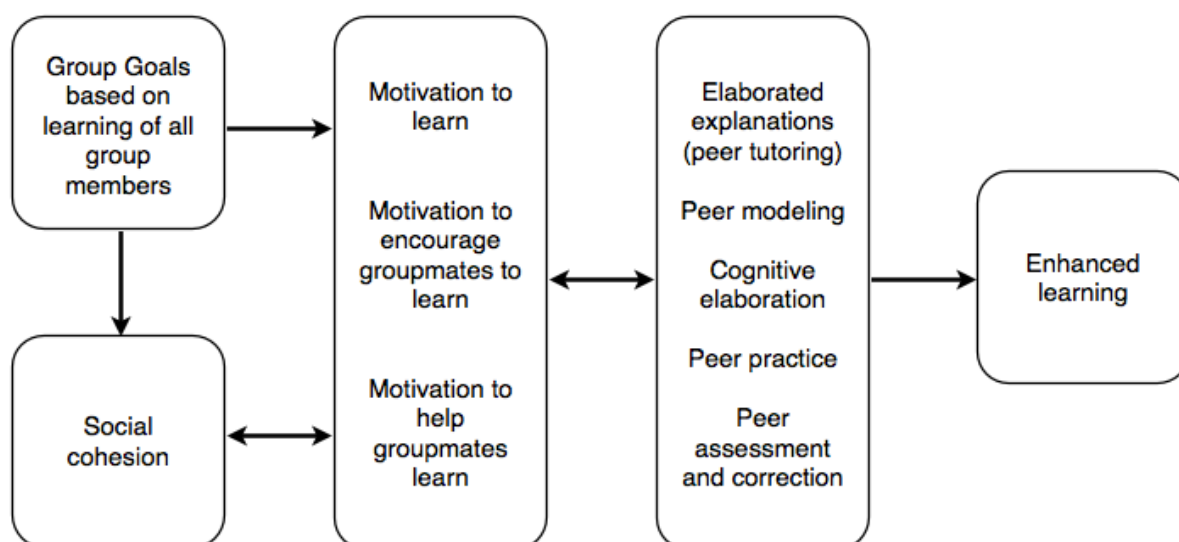 Group Goals
based on
learning of all
group
members
Social
cohesion
Motivation to
learn
Motivation to
encourage
groupmates to
learn
Motivation to
help
groupmates
learn
Elaborated
explanations
(peer tutoring)
Peer modeling
Cognitive
elaboration
Peer practice
Peer
assessment
and correction
Enhanced
learning